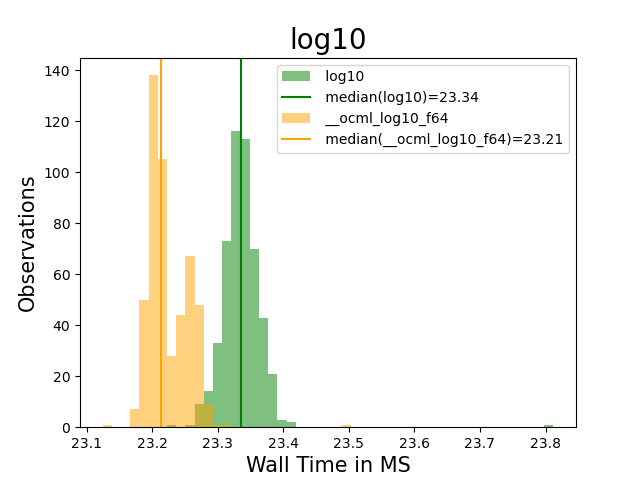 log10
log10
median(log10)=23.34
__ocml_log10_f64
median(__ocml_log10_f64)=23.21
Observations
140
120
100
80
60
40
20
0
23.1 23.2 23.3 23.4 23.5 23.6 23.7 23.8
Wall Time in MS